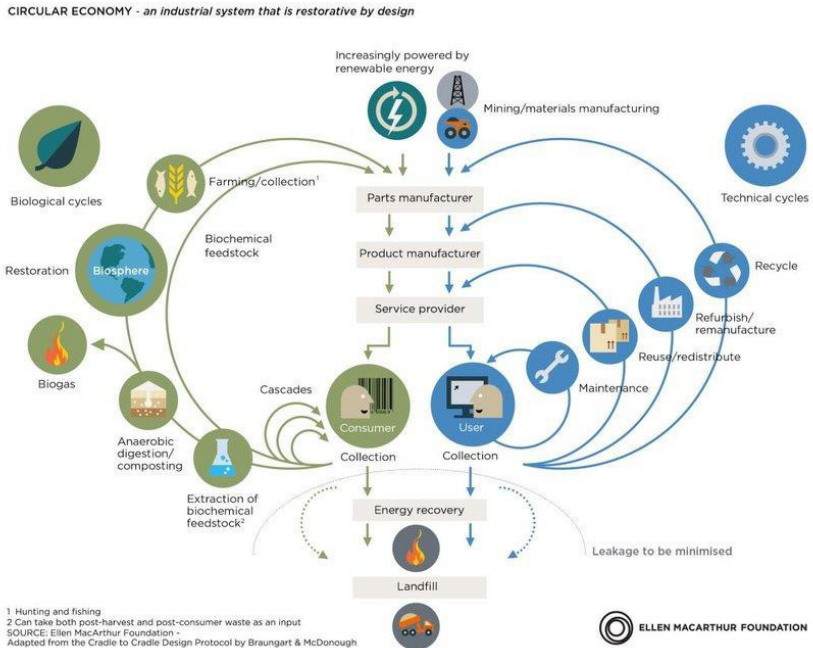 CIRCULAR ECONOMY - an industrial system that is restorative by design
Increasingly powered by
renewable energy
Mining/materials manufacturing
Biological cycles
Farming/collection¹
Parts manufacturer
Technical cycles
Biochemical
feedstock
Product manufacturer
Restoration
Biosphere
Recycle
Service provider
Refurbish/
remanufacture
Reuse/redistribute
Biogas
Cascades
Maintenance
Consumer
User
Anaerobic
digestion/
composting
Collection
Collection
Extraction of
biochemical
feedstock²
Energy recovery
Leakage to be minimised
Landfill
1 Hunting and fishing
2 Can take both post-harvest and post-consumer waste as an input
SOURCE: Ellen MacArthur Foundation -
Adapted from the Cradle to Cradle Design Protocol by Braungart & McDonough
ELLEN MACARTHUR FOUNDATION